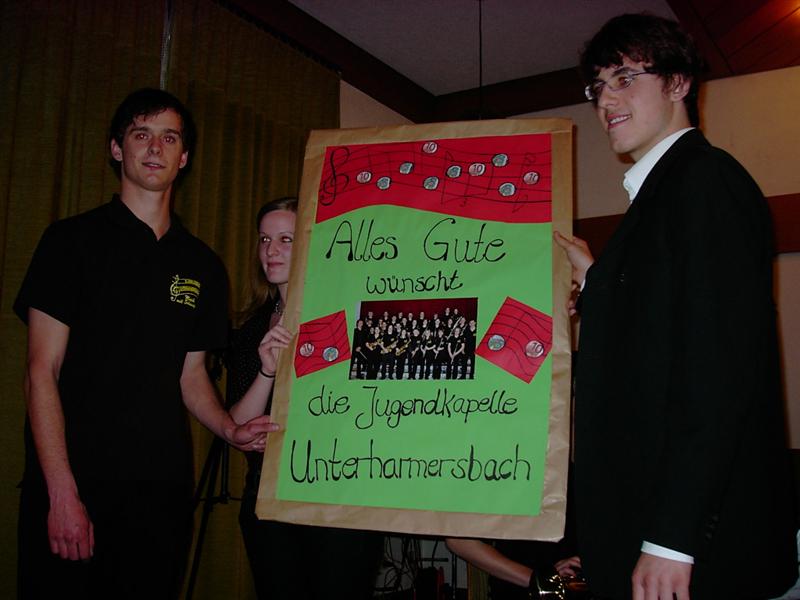 Alles Gute
wünscht
die Jugendkapelle
Unterharmersbach